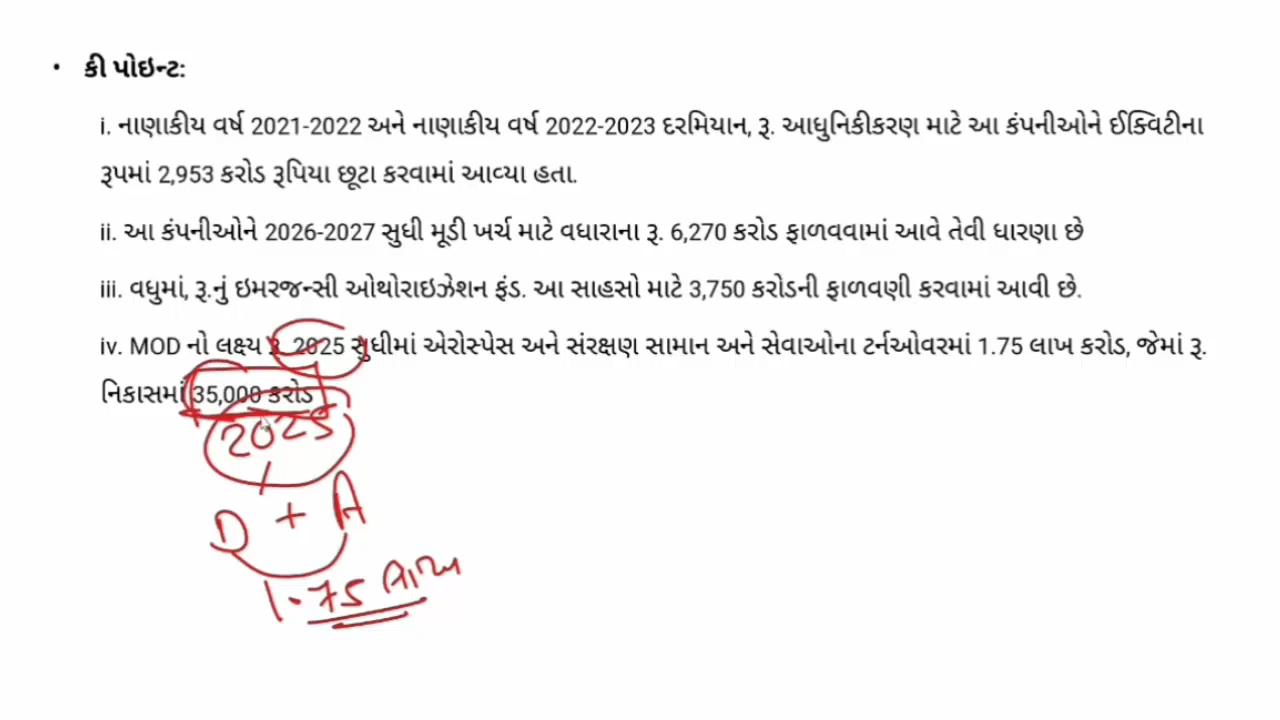 • કી પોઇન્ટ:
i. નાણાકીય વર્ષ 2021-2022 અને નાણાકીય વર્ષ 2022-2023 દરમિયાન, રૂ. આધુનિકીકરણ માટે આ કંપનીઓને ઈક્વિટીના
રૂપમાં 2,953 કરોડ રૂપિયા છૂટા કરવામાં આવ્યા હતા.
ii. આ કંપનીઓને 2026-2027 સુધી મૂડી ખર્ચ માટે વધારાના રૂ. 6,270 કરોડ ફાળવવામાં આવે તેવી ધારણા છે
iii. વધુમાં, રૂ.નું ઇમરજન્સી ઓથોરાઇઝેશન ફંડ. આ સાહસો માટે 3,750 કરોડની ફાળવણી કરવામાં આવી છે.
iv. MOD નો લક્ષ્ય 2025 સુધીમાં એરોસ્પેસ અને સંરક્ષણ સામાન અને સેવાઓના ટર્નઓવરમાં 1.75 લાખ કરોડ, જેમાં રૂ.
નિકાસમાં 35,000 કરોડ
2025
D + A
1.75 લાખ